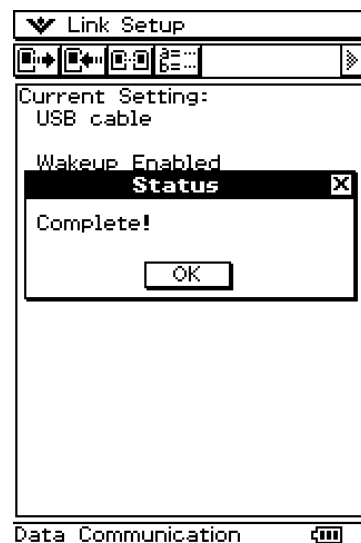 Link Setup
Current Setting:
USB cable
Wakeup Enabled
Status
Complete!
OK
Data Communication